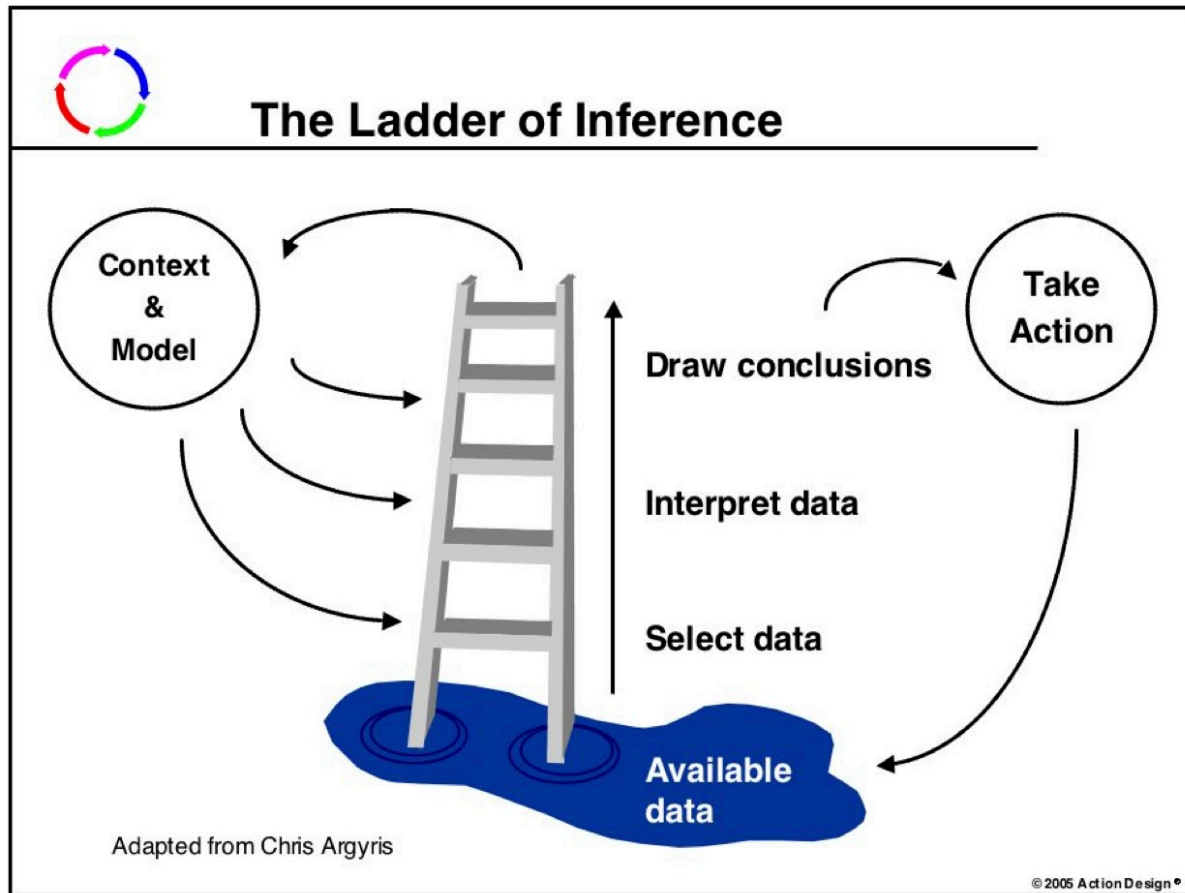 The Ladder of Inference
Context
&
Model
Take
Action
Draw conclusions
Interpret data
Select data
Available
data
Adapted from Chris Argyris
© 2005 Action Design ®